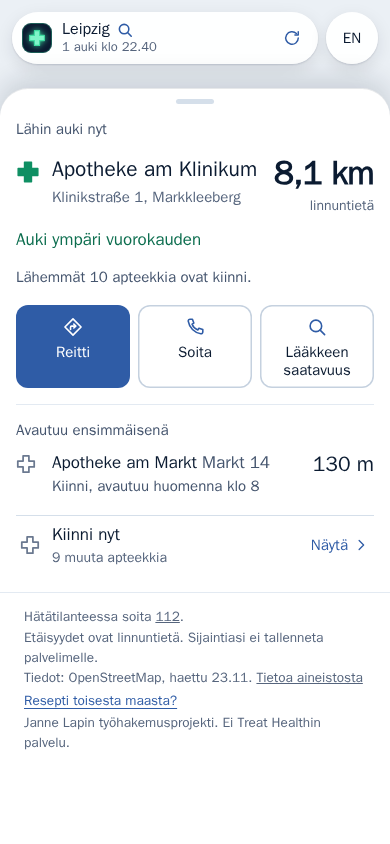 Leipzig
1 auki klo 22.40
EN
Lähin auki nyt
Apotheke am Klinikum
8,1 km
Klinikstraße 1, Markkleeberg
linnuntietä
Auki ympäri vuorokauden
Lähemmät 10 apteekkia ovat kiinni.
Reitti
Soita
Lääkkeen
saatavuus
Avautuu ensimmäisenä
Apotheke am Markt Markt 14
130 m
Kiinni, avautuu huomenna klo 8
Kiinni nyt
Näytä
9 muuta apteekkia
Hätätilanteessa soita 112.
Etäisyydet ovat linnuntietä. Sijaintiasi ei tallenneta
palvelimelle.
Tiedot: OpenStreetMap, haettu 23.11. Tietoa aineistosta
Resepti toisesta maasta?
Janne Lapin työhakemusprojekti. Ei Treat Healthin
palvelu.